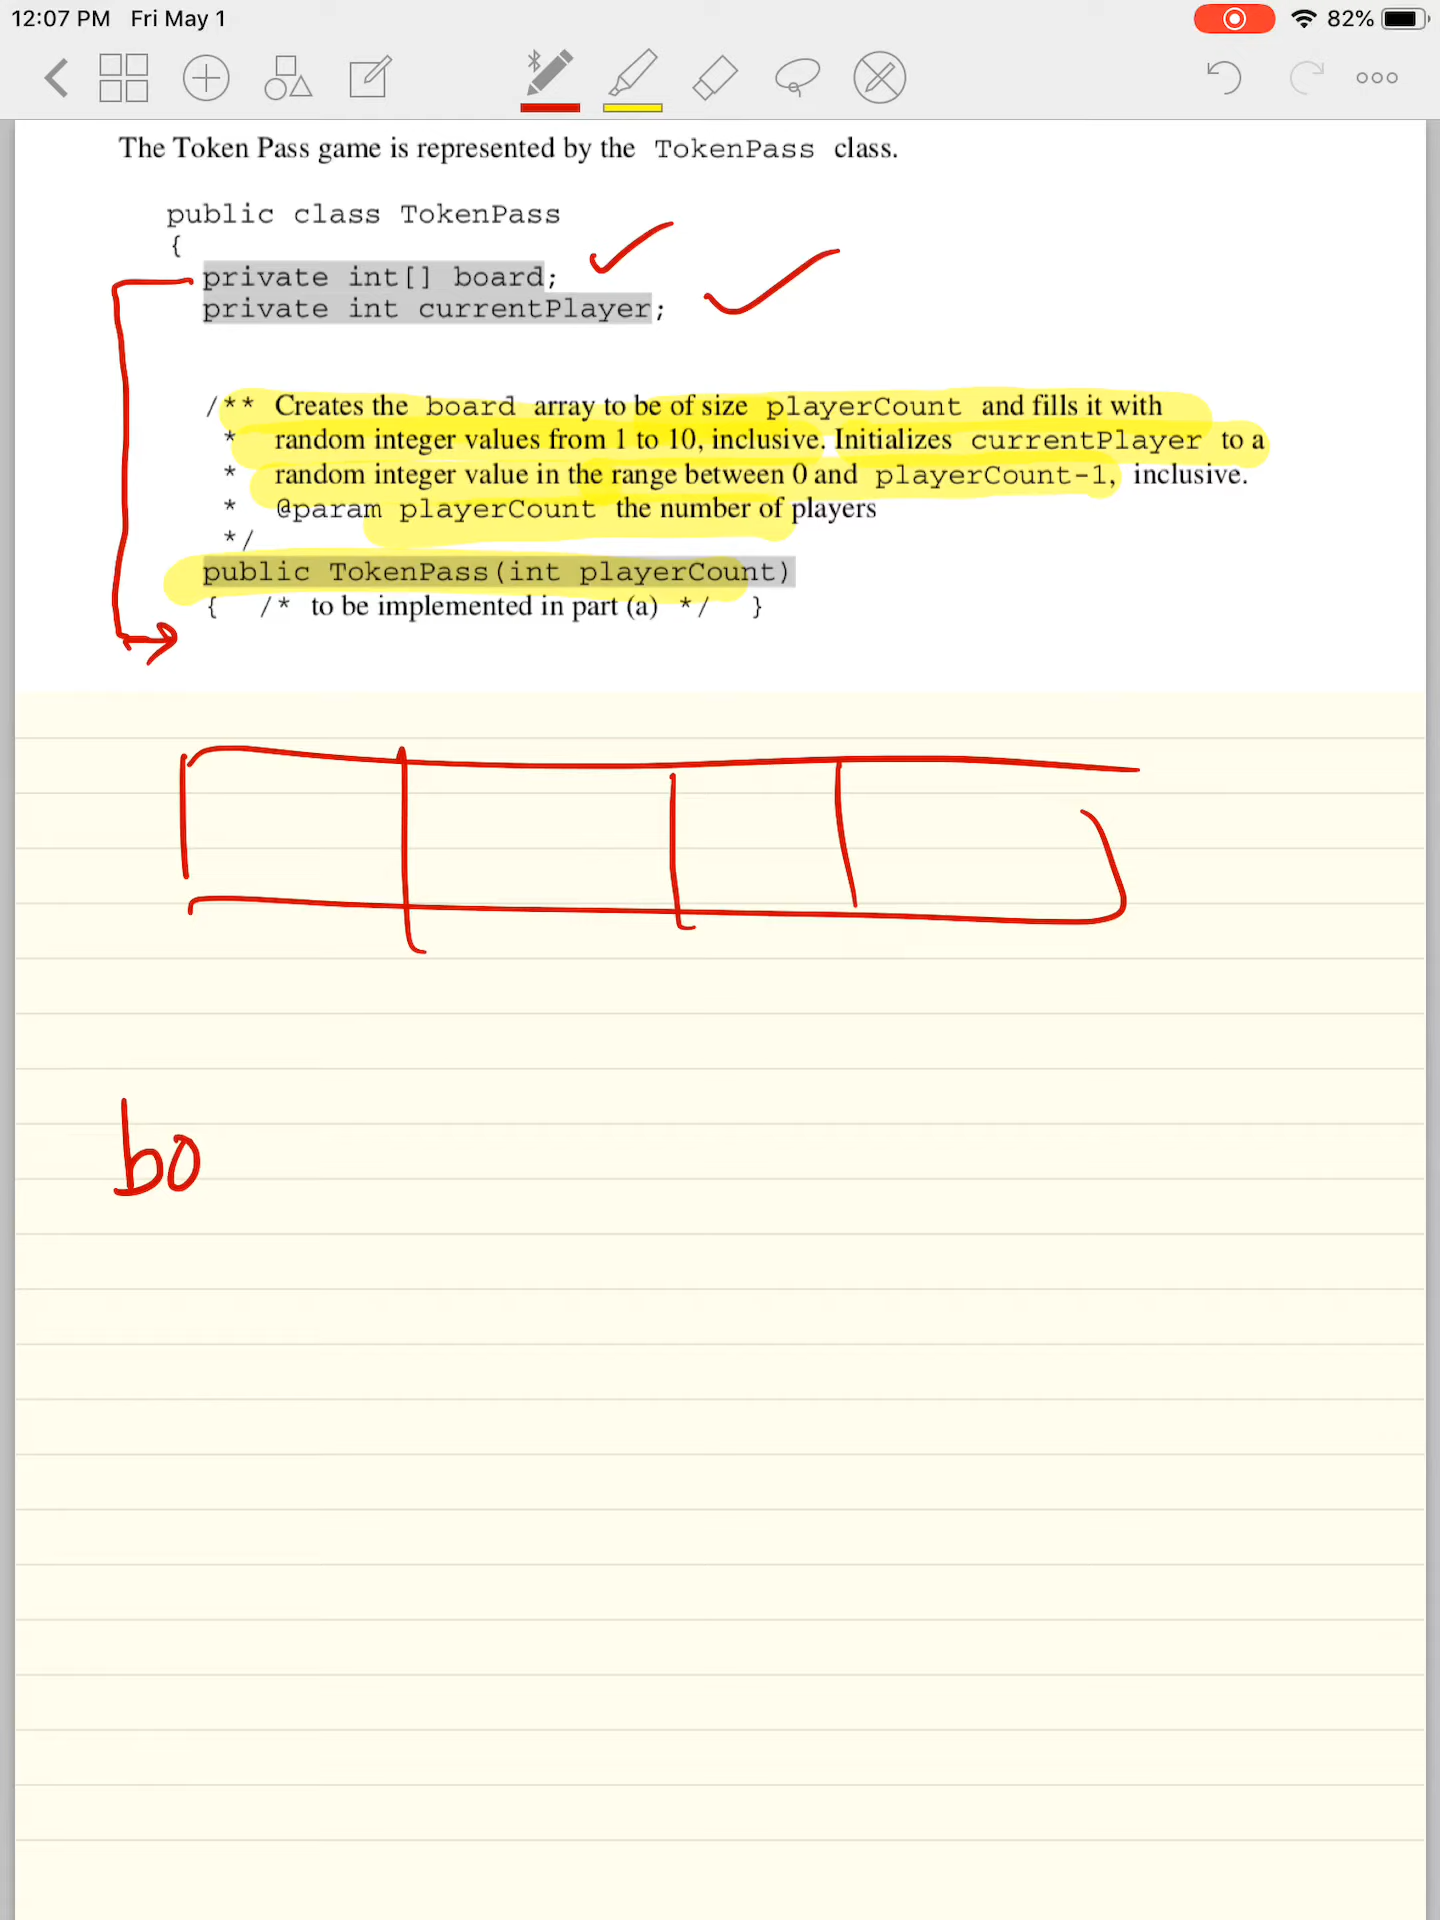 12:07 PM Fri May 1 82%
The Token Pass game is represented by the TokenPass class.
public class TokenPass
{
private int[] board;
private int currentPlayer;
/** Creates the board array to be of size playerCount and fills it with
* random integer values from 1 to 10, inclusive. Initializes currentPlayer to a
* random integer value in the range between 0 and playerCount-1, inclusive.
* @param playerCount the number of players
*/
public TokenPass(int playerCount)
{ /* to be implemented in part (a) */ }
bo